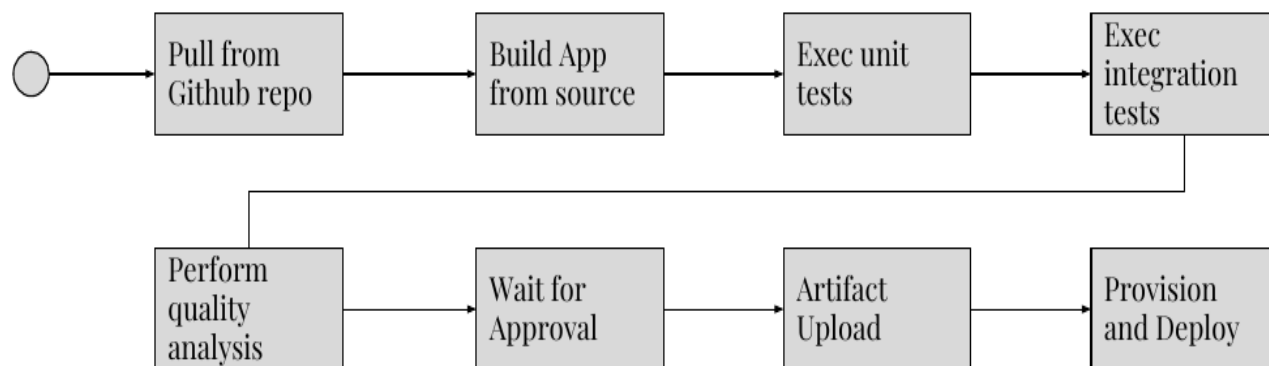 Pull from
Github repo
Build App
from source
Exec unit
tests
Exec
integration
tests
Perform
quality
analysis
Wait for
Approval
Artifact
Upload
Provision
and Deploy